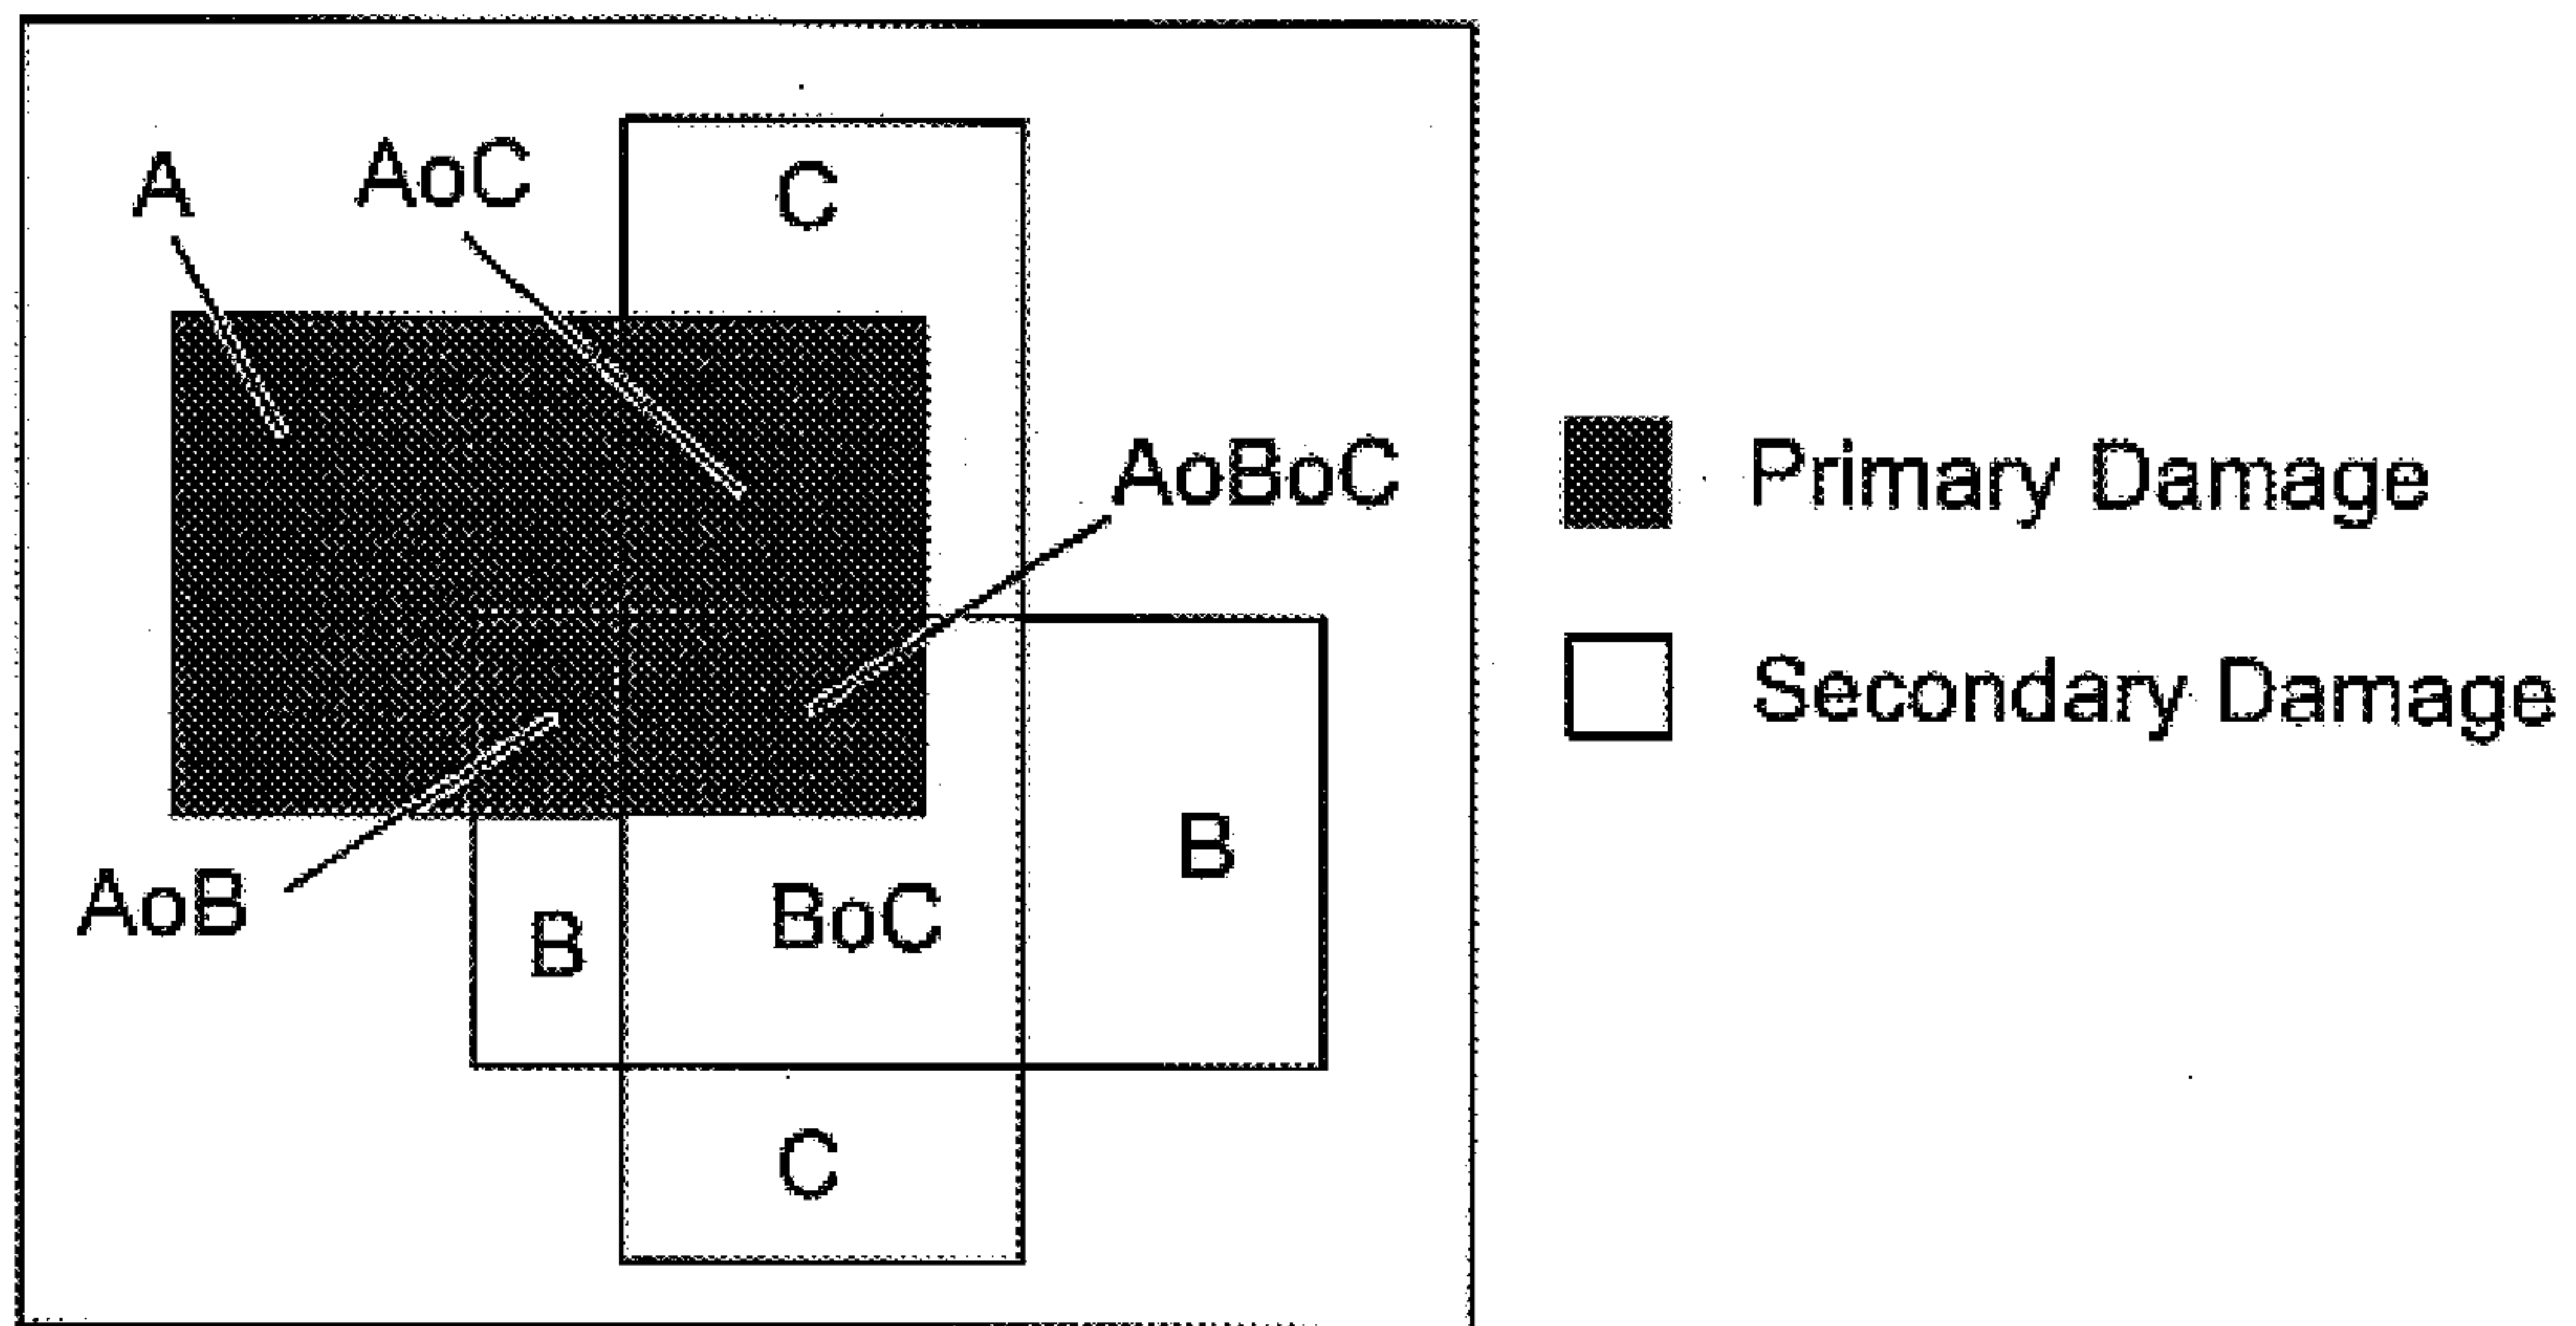 A
AoC
C
AoBoC
Primary Damage
Secondary Damage
B
AoB
B
BoC
C